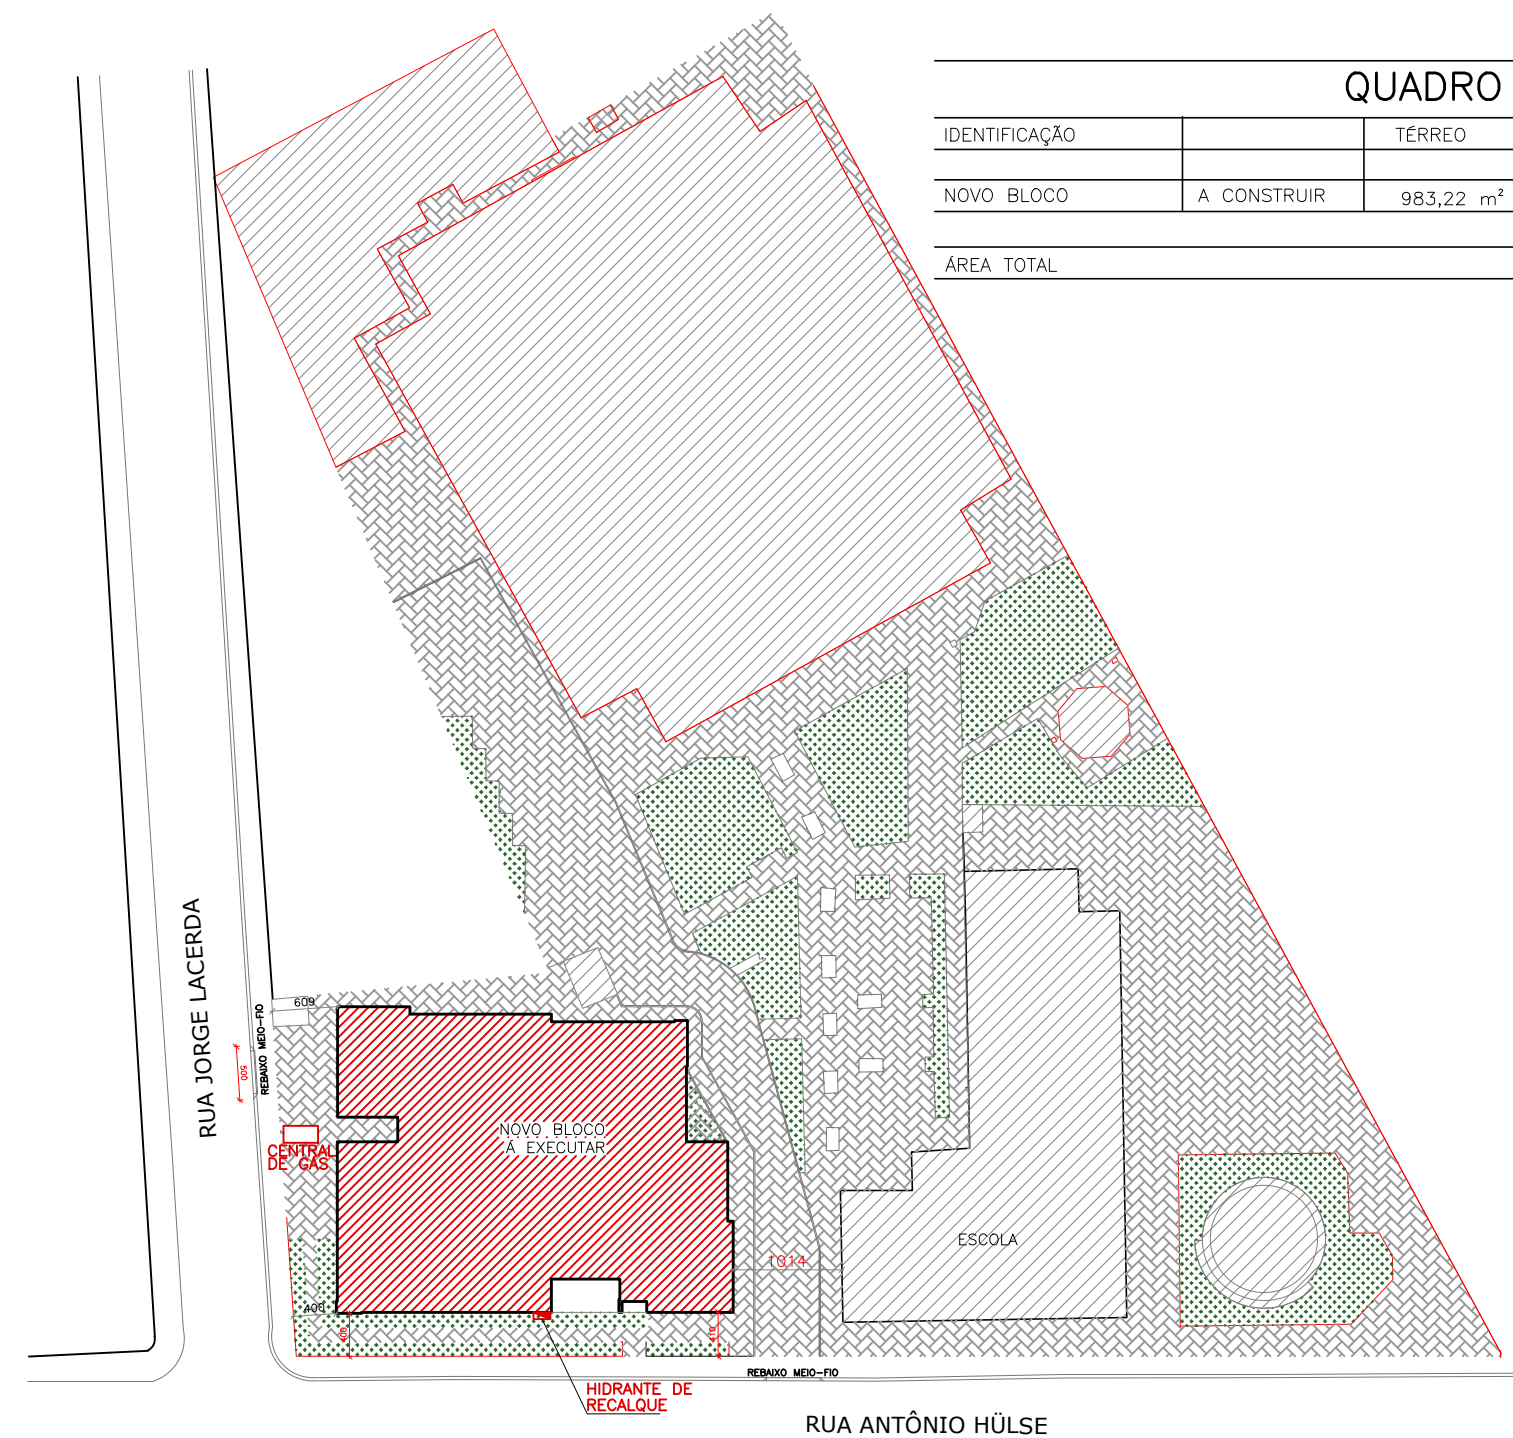 QUADRO
IDENTIFICAÇÃO TÉRREO
NOVO BLOCO A CONSTRUIR 983,22 m²
ÁREA TOTAL
RUA JORGE LACERDA
REBAIXO MEIO-FIO
500
609
CENTRAL
DE GÁS
NOVO BLOCO
Á EXECUTAR
ESCOLA
1014
400
400
410
HIDRANTE DE
RECALQUE
REBAIXO MEIO-FIO
RUA ANTÔNIO HÜLSE